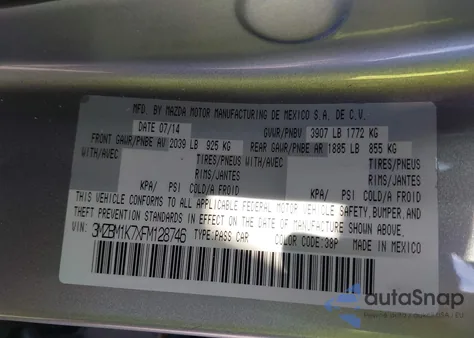 MFD. BY MAZDA MOTOR MANUFACTURING DE MEXICO S.A. DE C.V.
DATE 07/14 GVWR/PNBV 3907 LB 1772 KG
FRONT GAWR/PNBE AV 2039 LB 925 KG REAR GAWR/PNBE AR 1885 LB 855 KG
WITH/AVEC TIRES/PNEUS WITH/AVEC TIRES/PNEUS
RIMS/JANTES RIMS/JANTES
KPA/ PSI COLD/A FROID KPA/ PSI COLD/A FROID
THIS VEHICLE CONFORMS TO ALL APPLICABLE FEDERAL MOTOR VEHICLE SAFETY, BUMPER, AND
THEFT PREVENTION STANDARDS IN EFFECT ON THE DATE OF MANUFACTURE SHOWN ABOVE.
VIN: 3MZBM1K7XFM128746 TYPE: PASS CAR COLOR CODE: 38P MADE IN MEXICO
autoSnap